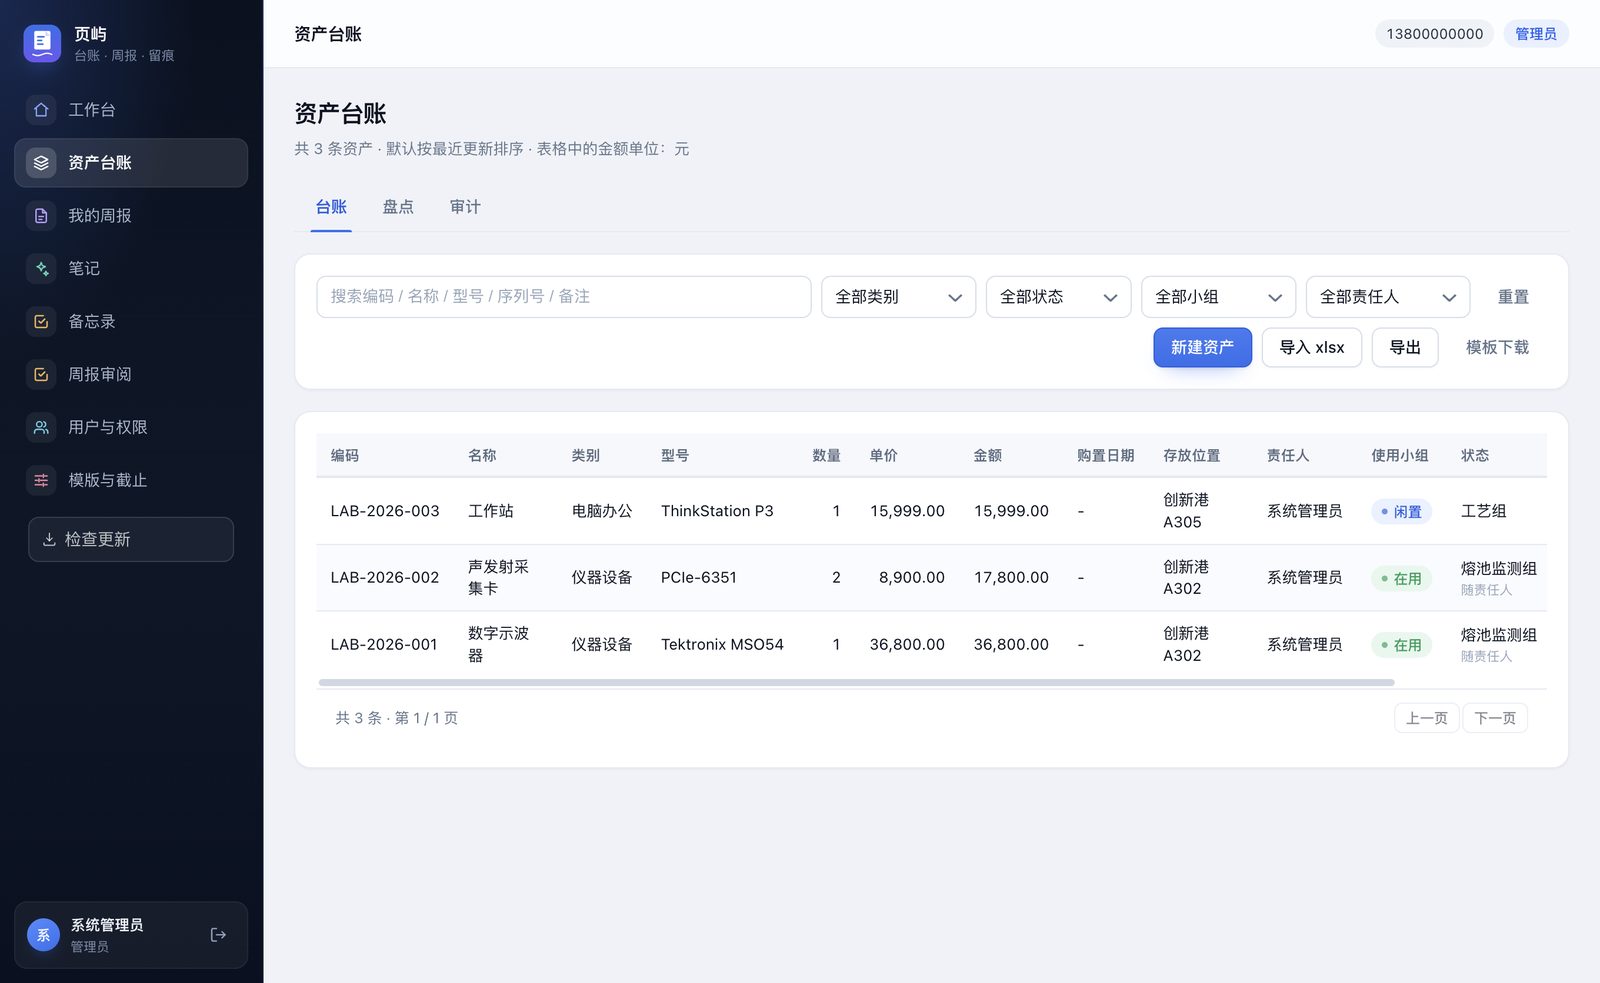 页屿
台账 · 周报 · 留痕
工作台
资产台账
我的周报
笔记
备忘录
周报审阅
用户与权限
模版与截止
检查更新
系
系统管理员
管理员
资产台账
13800000000
管理员
资产台账
共 3 条资产 · 默认按最近更新排序 · 表格中的金额单位：元
台账 盘点 审计
搜索编码 / 名称 / 型号 / 序列号 / 备注 全部类别 全部状态 全部小组 全部责任人 重置
新建资产 导入 xlsx 导出 模板下载
编码 名称 类别 型号 数量 单价 金额 购置日期 存放位置 责任人 使用小组 状态
LAB-2026-003 工作站 电脑办公 ThinkStation P3 1 15,999.00 15,999.00 - 创新港 A305 系统管理员 闲置 工艺组
LAB-2026-002 声发射采集卡 仪器设备 PCIe-6351 2 8,900.00 17,800.00 - 创新港 A302 系统管理员 在用 熔池监测组 随责任人
LAB-2026-001 数字示波器 仪器设备 Tektronix MSO54 1 36,800.00 36,800.00 - 创新港 A302 系统管理员 在用 熔池监测组 随责任人
共 3 条 · 第 1 / 1 页 上一页 下一页